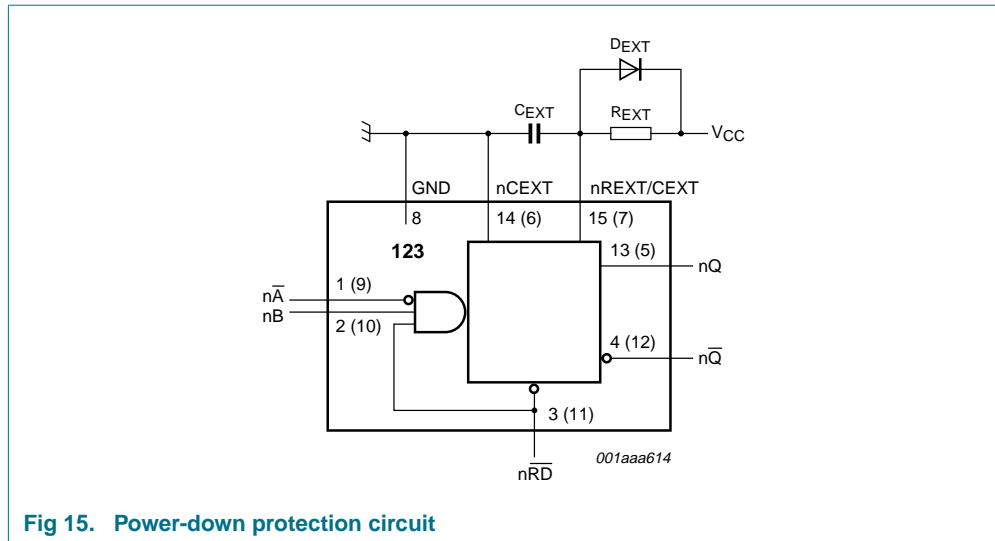 DEXT
CEXT
REXT
VCC
GND
nCEXT
nREXT/CEXT
8
14 (6)
15 (7)
123
13 (5)
nQ
1 (9)
nA̅
nB
2 (10)
4 (12)
nQ̅
3 (11)
nR̅D̅
001aaa614
Fig 15. Power-down protection circuit